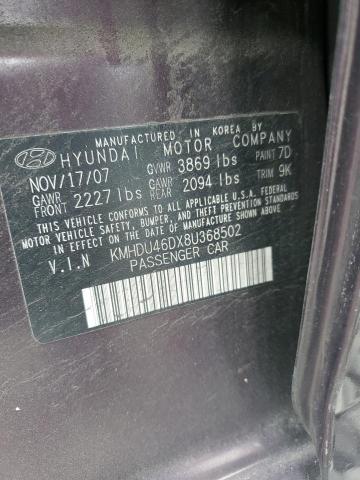 MANUFACTURED IN KOREA BY
HYUNDAI MOTOR COMPANY
NOV/17/07 GVWR 3869 lbs PAINT 7D
GAWR FRONT 2227 lbs GAWR REAR 2094 lbs TRIM 9K
THIS VEHICLE CONFORMS TO ALL APPLICABLE FEDERAL
MOTOR VEHICLE SAFETY, BUMPER, AND THEFT
PREVENTION STANDARDS IN EFFECT ON THE DATE
OF MANUFACTURE SHOWN ABOVE.
V.I.N KMHDU46DX8U368502
PASSENGER CAR